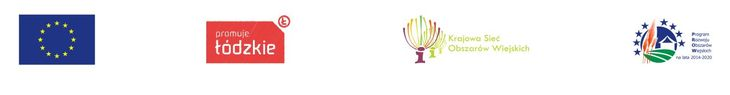 promuje
łódzkie
Krajowa Sieć
Obszarów Wiejskich
Program
Rozwoju
Obszarów
Wiejskich
na lata 2014-2020